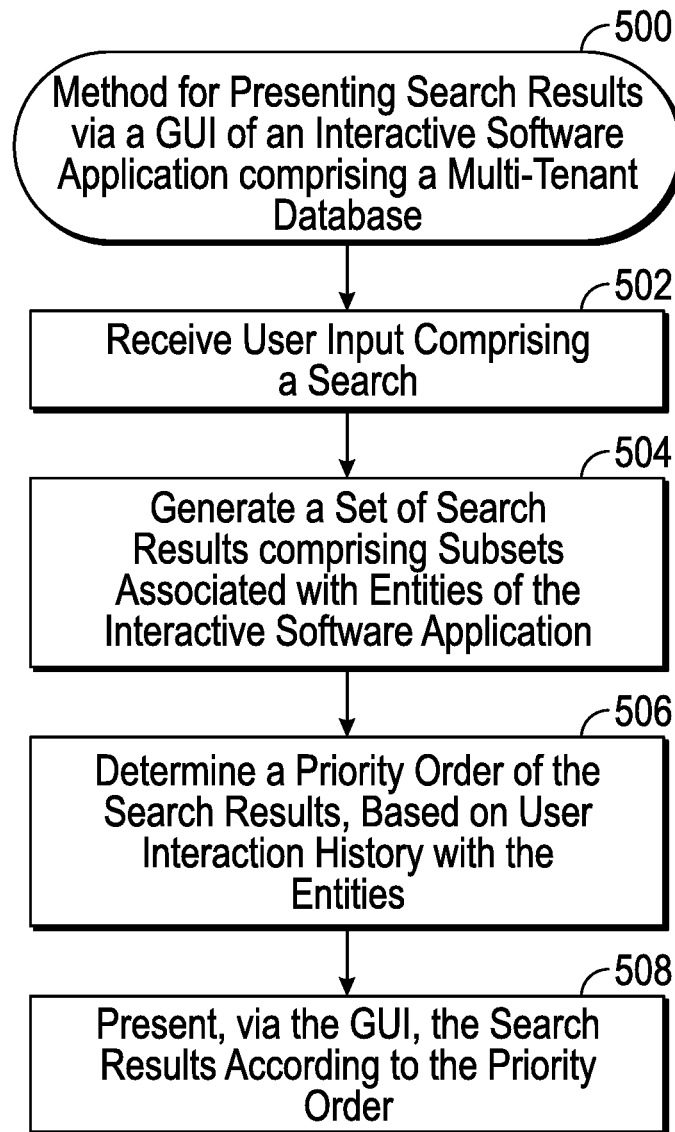 500
Method for Presenting Search Results
via a GUI of an Interactive Software
Application comprising a Multi-Tenant
Database
502
Receive User Input Comprising
a Search
504
Generate a Set of Search
Results comprising Subsets
Associated with Entities of the
Interactive Software Application
506
Determine a Priority Order of the
Search Results, Based on User
Interaction History with the
Entities
508
Present, via the GUI, the Search
Results According to the Priority
Order